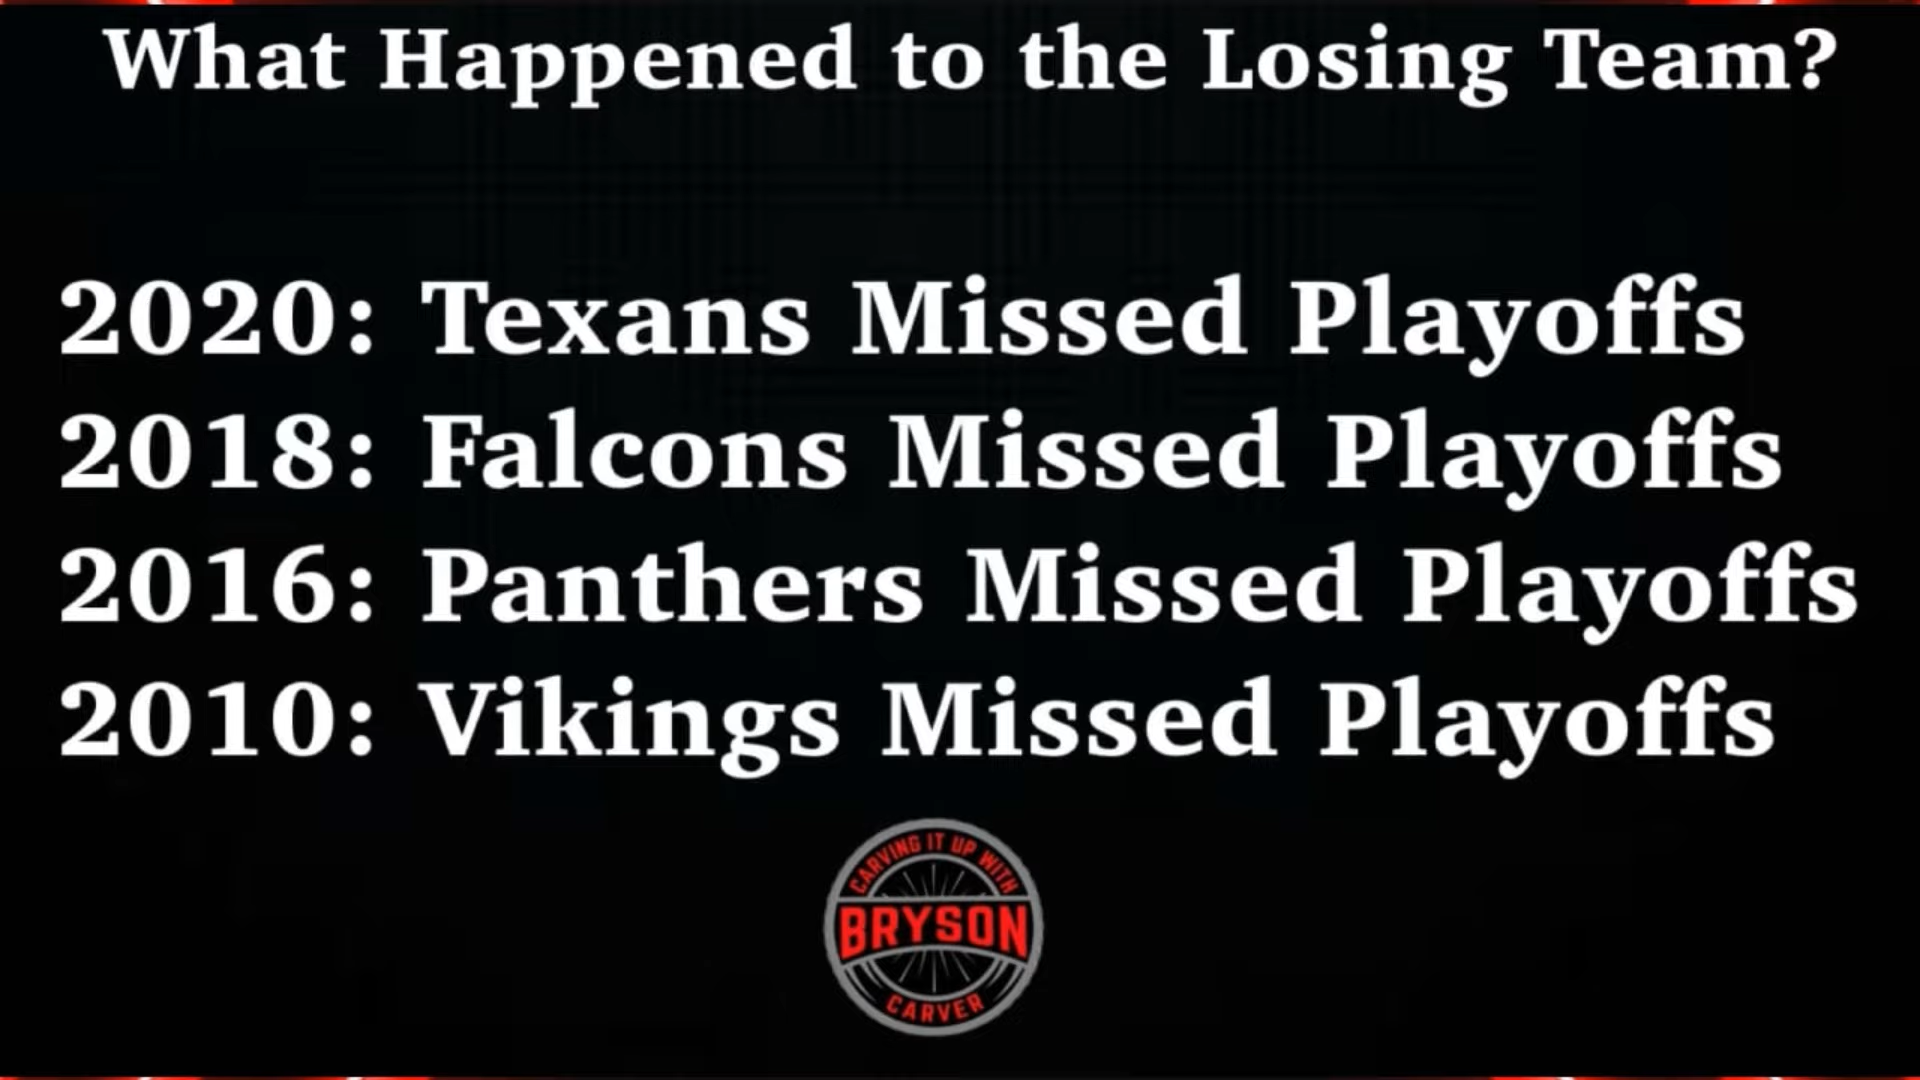 What Happened to the Losing Team?
2020: Texans Missed Playoffs
2018: Falcons Missed Playoffs
2016: Panthers Missed Playoffs
2010: Vikings Missed Playoffs
CARVING IT UP WITH
BRYSON
CARVER